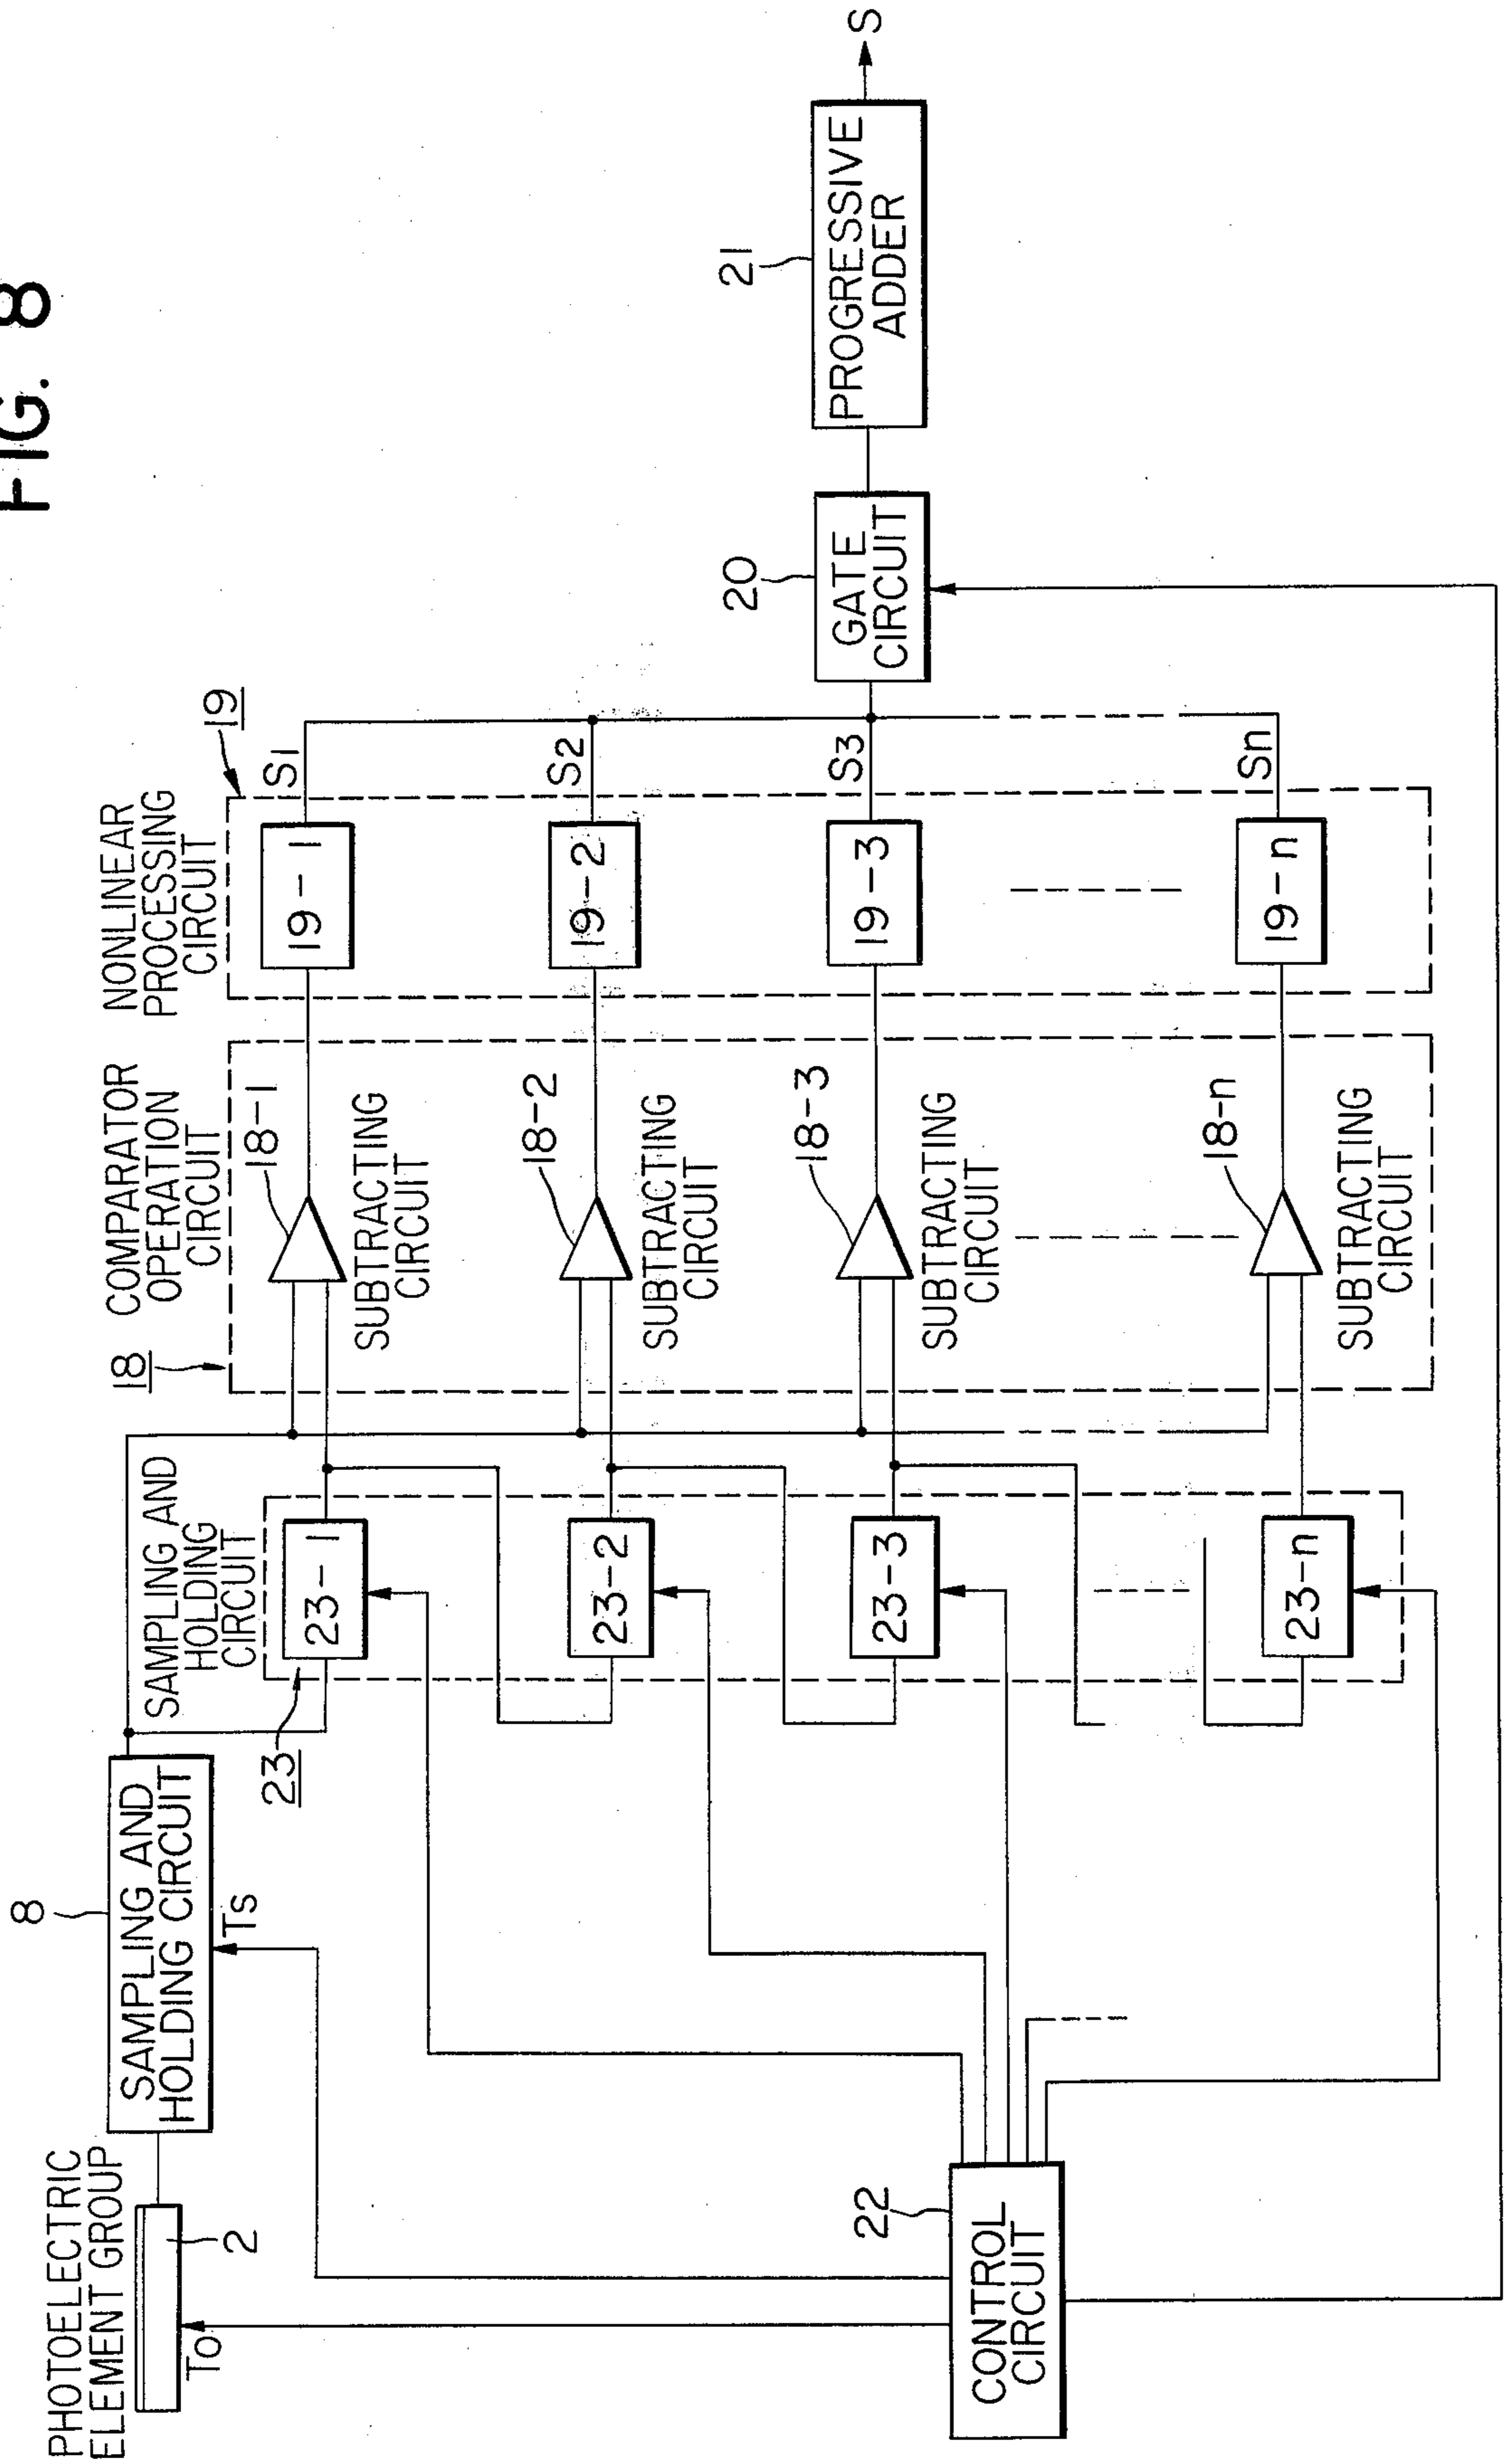 FIG. 8
PHOTOELECTRIC
ELEMENT GROUP
2
To
8
SAMPLING AND
HOLDING CIRCUIT
Ts
22
CONTROL
CIRCUIT
SAMPLING AND
HOLDING
CIRCUIT
23
23-1
23-2
23-3
23-n
18
COMPARATOR
OPERATION
CIRCUIT
18-1
SUBTRACTING
CIRCUIT
18-2
SUBTRACTING
CIRCUIT
18-3
SUBTRACTING
CIRCUIT
18-n
SUBTRACTING
CIRCUIT
NONLINEAR
PROCESSING
CIRCUIT
19
19-1
19-2
19-3
19-n
S1
S2
S3
Sn
20
GATE
CIRCUIT
21
PROGRESSIVE
ADDER
S